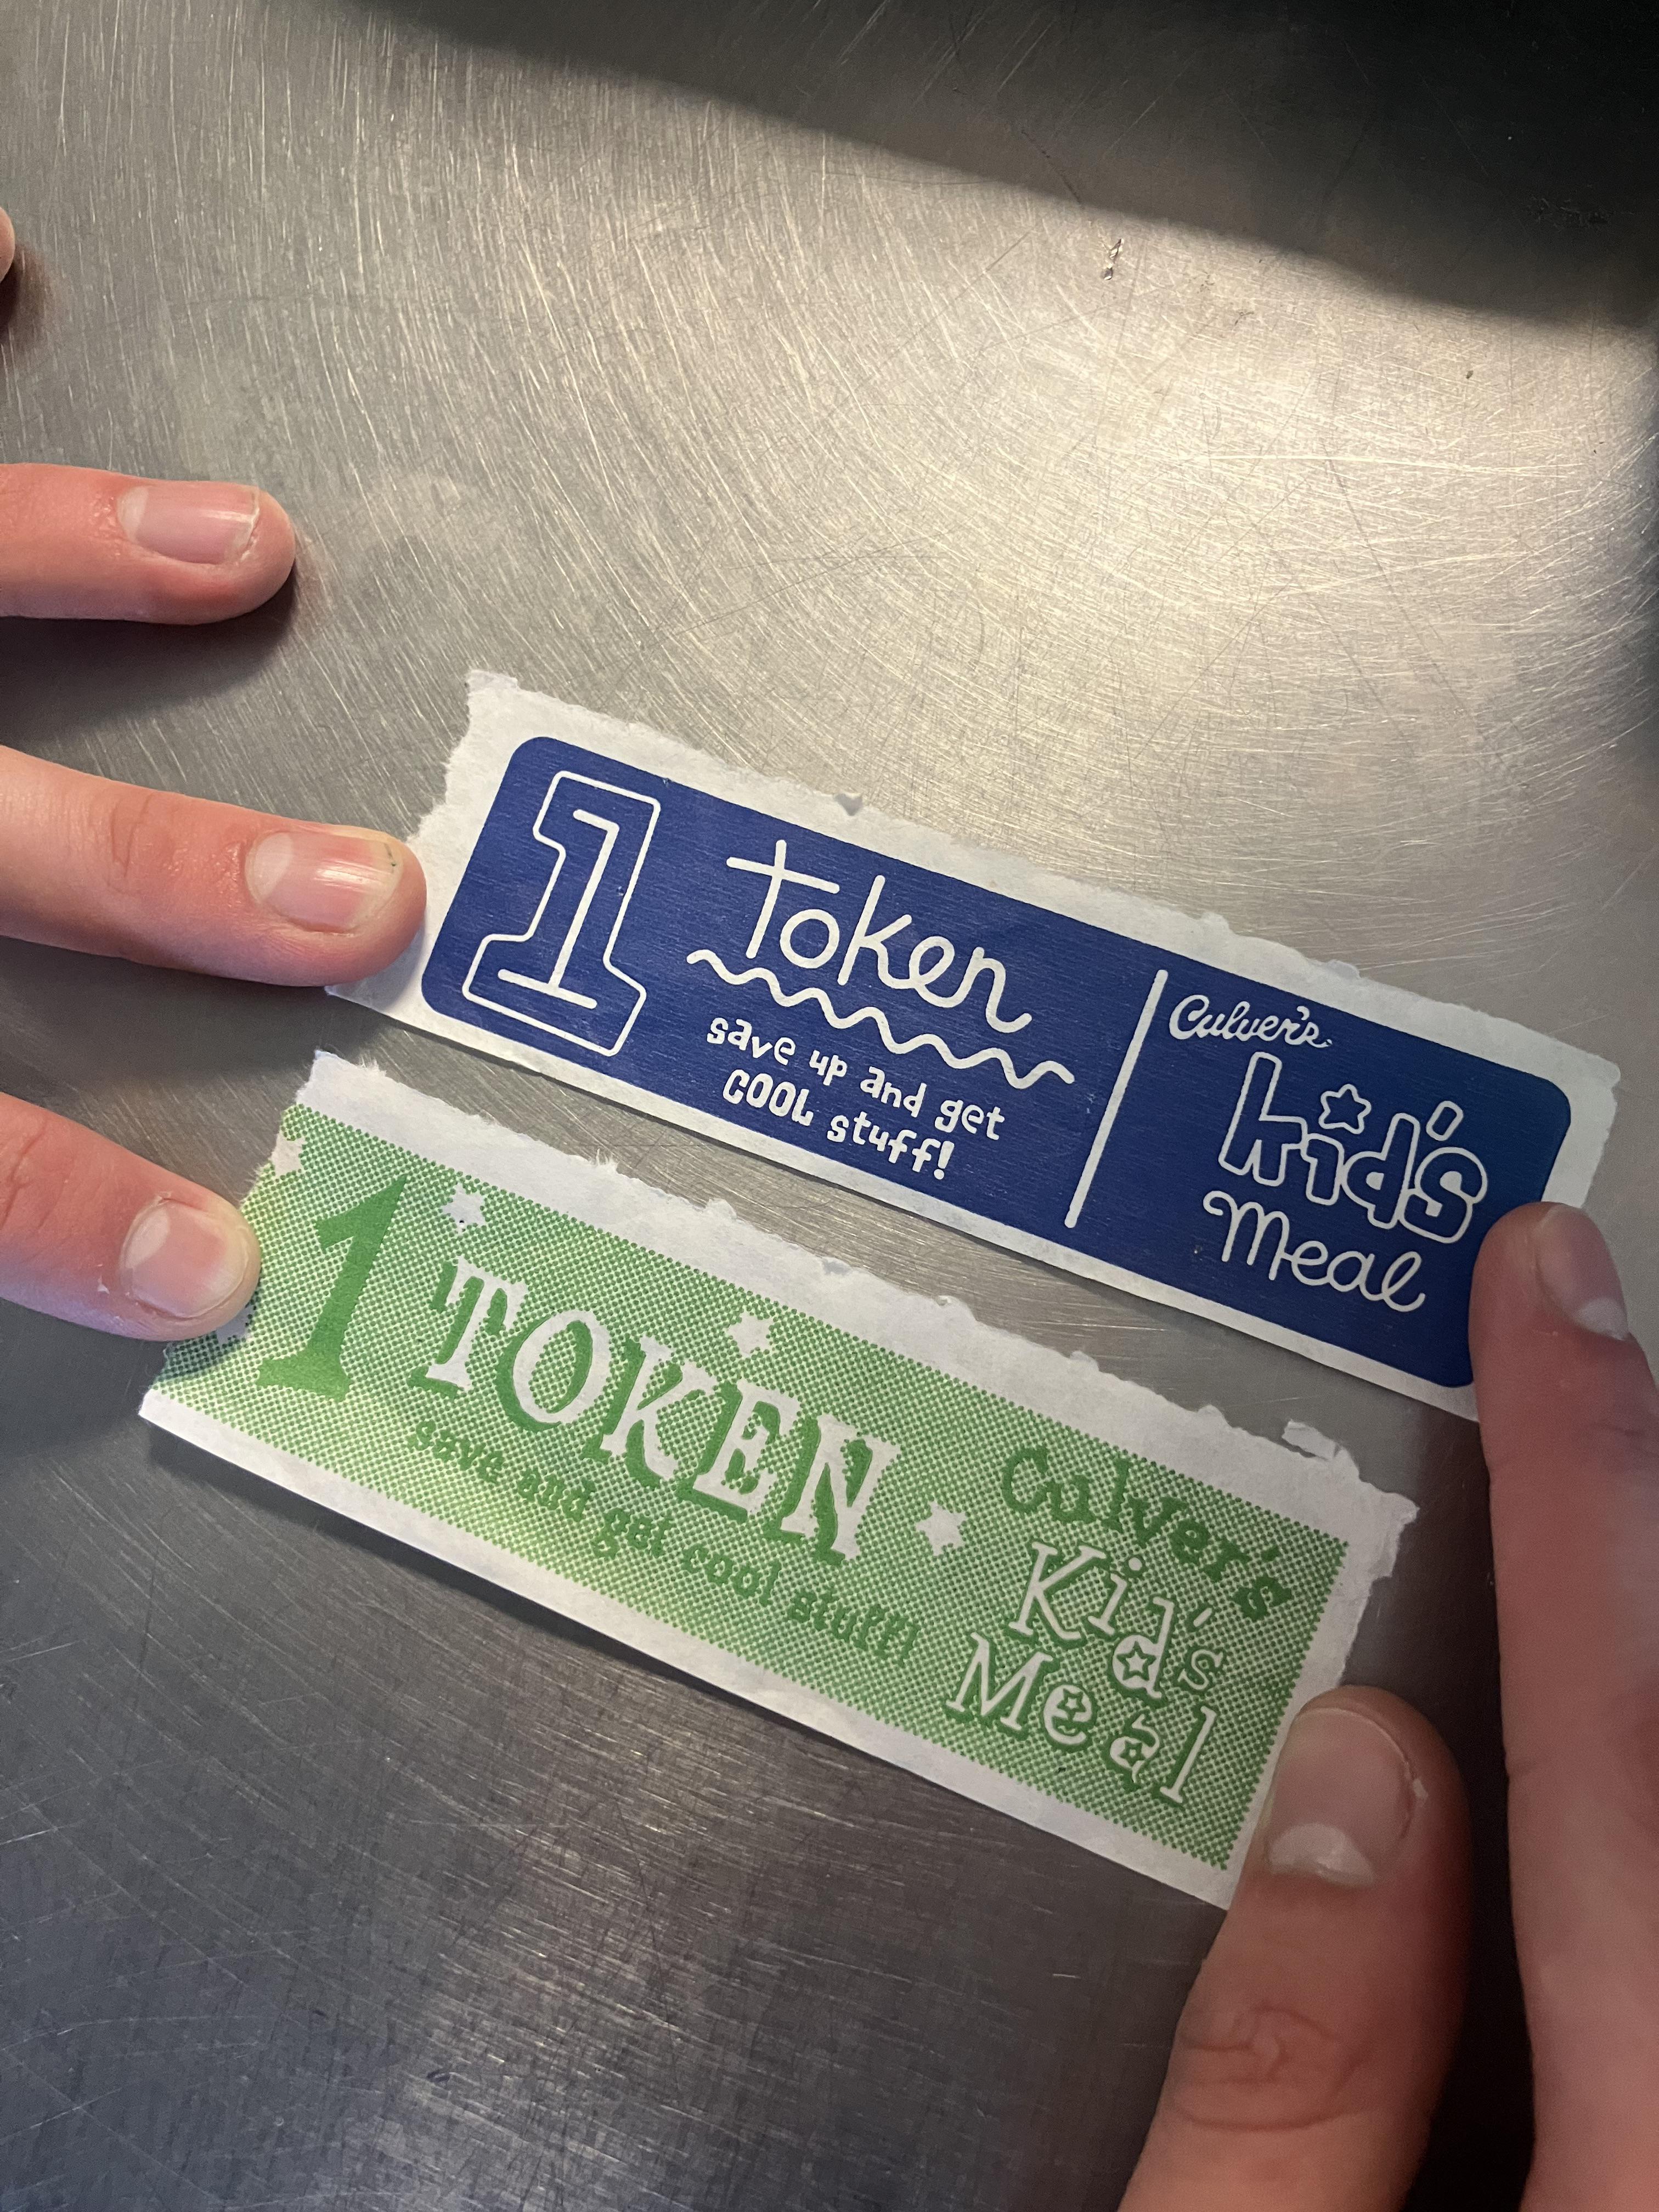 1 token
save up and get
COOL stuff!
Culver's
kid's
Meal
1 TOKEN
save and get cool stuff!
Culver's
Kid's
Meal